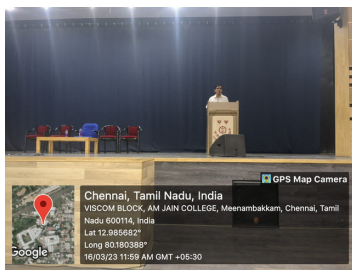 GPS Map Camera
Chennai, Tamil Nadu, India
VISCOM BLOCK, AM JAIN COLLEGE, Meenambakkam, Chennai, Tamil
Nadu 600114, India
Lat 12.985682°
Long 80.180388°
16/03/23 11:59 AM GMT +05:30
Google